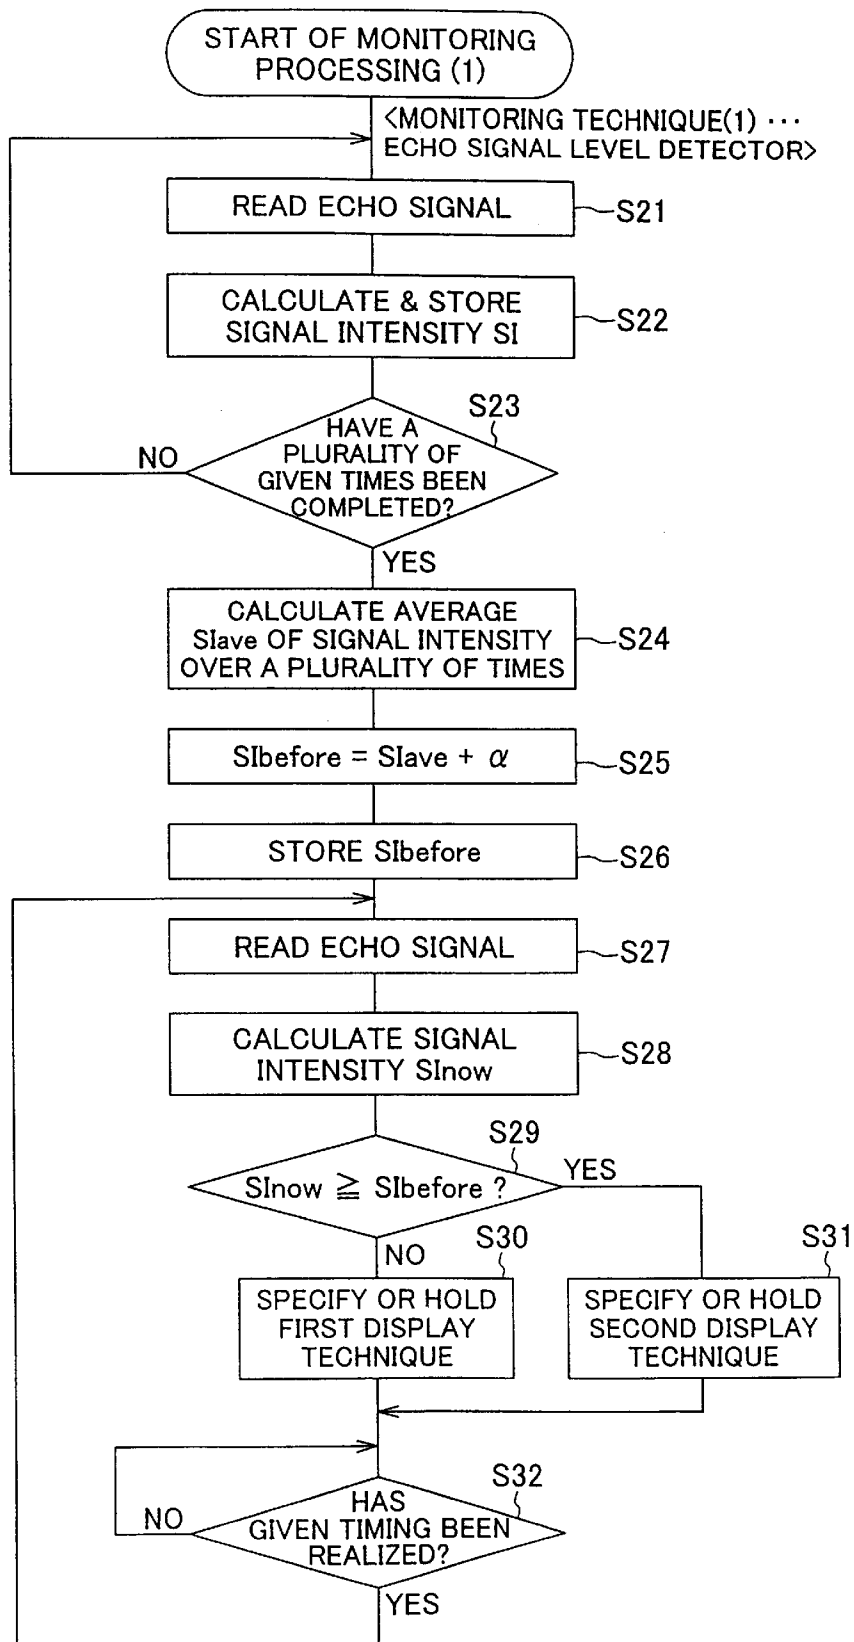 START OF MONITORING
PROCESSING (1)
<MONITORING TECHNIQUE(1) ···
ECHO SIGNAL LEVEL DETECTOR>
READ ECHO SIGNAL
S21
CALCULATE & STORE
SIGNAL INTENSITY SI
S22
S23
HAVE A
PLURALITY OF
GIVEN TIMES BEEN
COMPLETED?
NO
YES
CALCULATE AVERAGE
SIave OF SIGNAL INTENSITY
OVER A PLURALITY OF TIMES
S24
SIbefore = SIave + α
S25
STORE SIbefore
S26
READ ECHO SIGNAL
S27
CALCULATE SIGNAL
INTENSITY SInow
S28
S29
SInow ≧ SIbefore ?
YES
NO
S30
SPECIFY OR HOLD
FIRST DISPLAY
TECHNIQUE
S31
SPECIFY OR HOLD
SECOND DISPLAY
TECHNIQUE
S32
HAS
GIVEN TIMING BEEN
REALIZED?
NO
YES